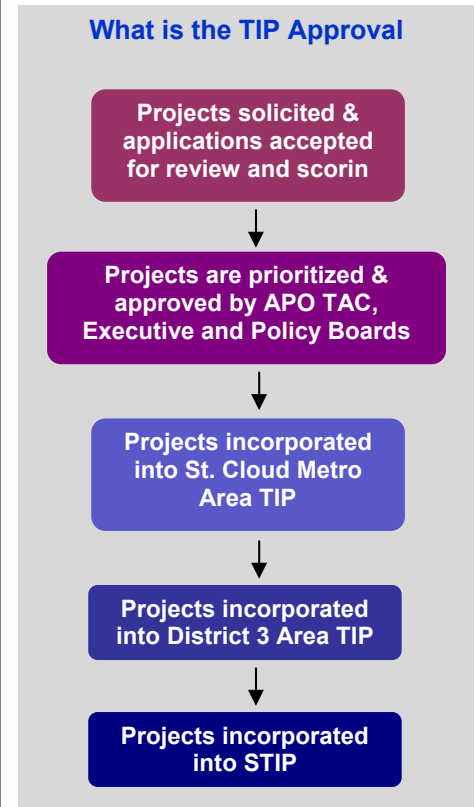 What is the TIP Approval
Projects solicited &
applications accepted
for review and scorin
Projects are prioritized &
approved by APO TAC,
Executive and Policy Boards
Projects incorporated
into St. Cloud Metro
Area TIP
Projects incorporated
into District 3 Area TIP
Projects incorporated
into STIP